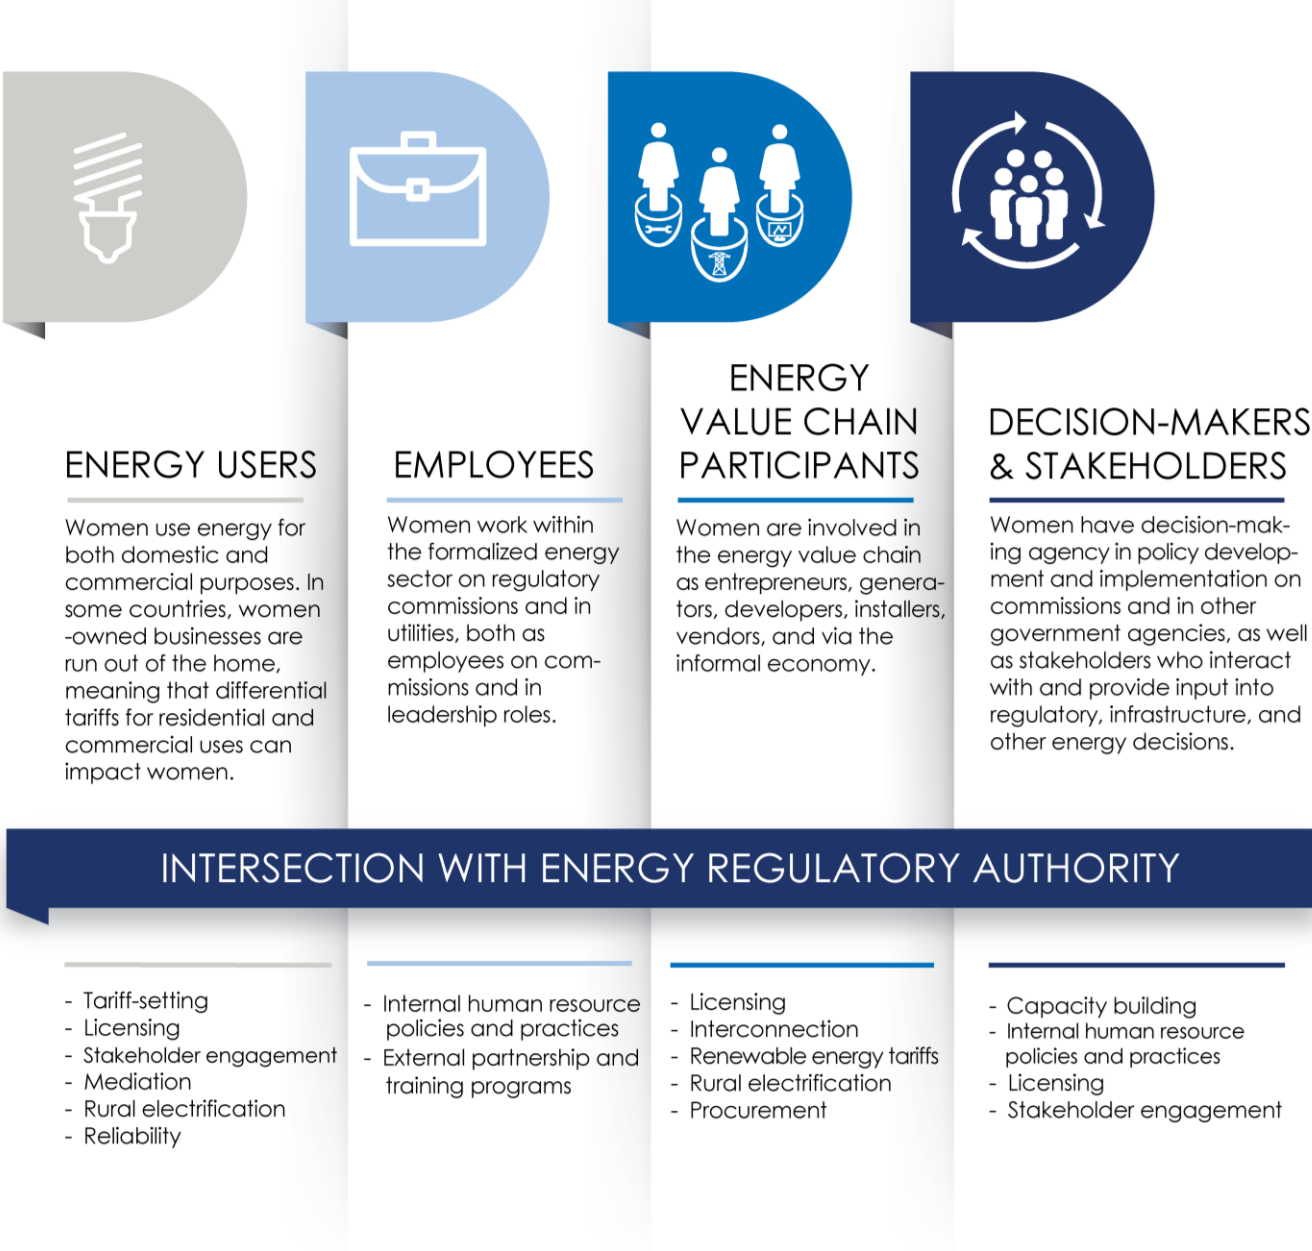 ENERGY USERS
Women use energy for
both domestic and
commercial purposes. In
some countries, women
-owned businesses are
run out of the home,
meaning that differential
tariffs for residential and
commercial uses can
impact women.
EMPLOYEES
Women work within
the formalized energy
sector on regulatory
commissions and in
utilities, both as
employees on com-
missions and in
leadership roles.
ENERGY
VALUE CHAIN
PARTICIPANTS
Women are involved in
the energy value chain
as entrepreneurs, genera-
tors, developers, installers,
vendors, and via the
informal economy.
DECISION-MAKERS
& STAKEHOLDERS
Women have decision-mak-
ing agency in policy develop-
ment and implementation on
commissions and in other
government agencies, as well
as stakeholders who interact
with and provide input into
regulatory, infrastructure, and
other energy decisions.
INTERSECTION WITH ENERGY REGULATORY AUTHORITY
- Tariff-setting
- Licensing
- Stakeholder engagement
- Mediation
- Rural electrification
- Reliability
- Internal human resource
policies and practices
- External partnership and
training programs
- Licensing
- Interconnection
- Renewable energy tariffs
- Rural electrification
- Procurement
- Capacity building
- Internal human resource
policies and practices
- Licensing
- Stakeholder engagement